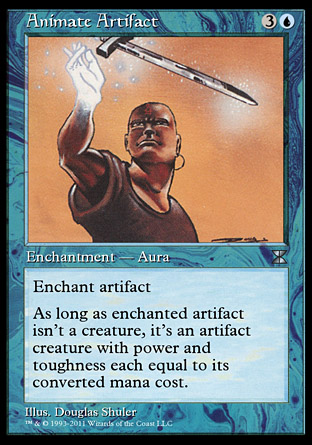 Animate Artifact 3
Enchantment — Aura
Enchant artifact
As long as enchanted artifact
isn't a creature, it's an artifact
creature with power and
toughness each equal to its
converted mana cost.
Illus. Douglas Shuler
™ & © 1993-2011 Wizards of the Coast LLC